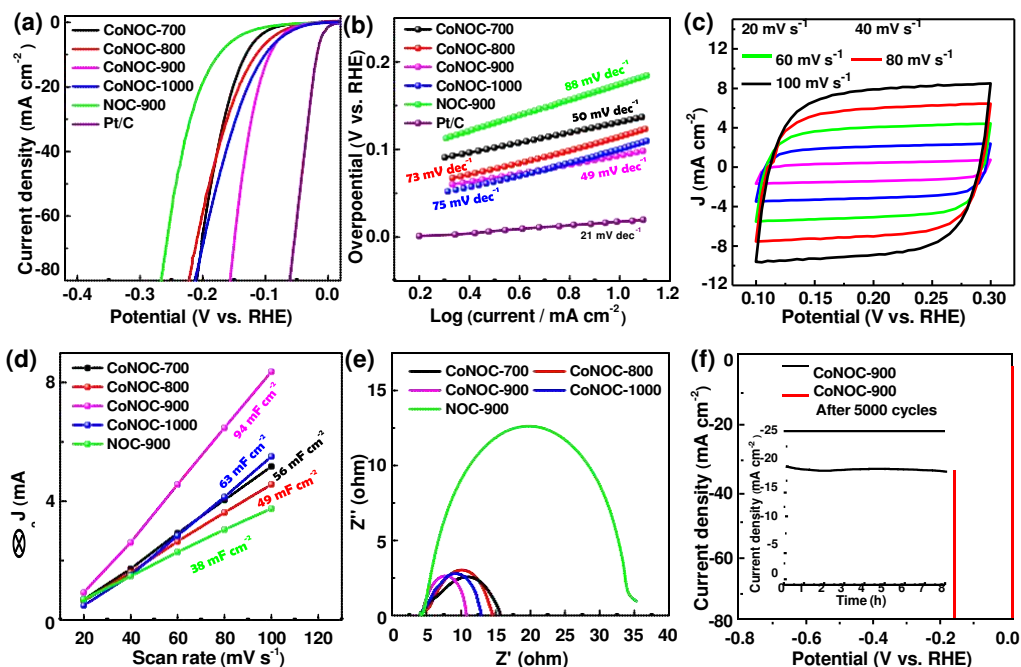 (a)
CoNOC-700
CoNOC-800
CoNOC-900
CoNOC-1000
NOC-900
Pt/C
Current density (mA cm-2)
0
-20
-40
-60
-80
-0.4 -0.3 -0.2 -0.1 0.0
Potential (V vs. RHE)
(b)
CoNOC-700
CoNOC-800
CoNOC-900
CoNOC-1000
NOC-900
Pt/C
88 mV dec-1
50 mV dec-1
73 mV dec-1
49 mV dec-1
75 mV dec-1
21 mV dec-1
Overpoential (V vs. RHE)
0.2
0.1
0.0
0.0 0.2 0.4 0.6 0.8 1.0 1.2
Log (current / mA cm-2)
(c)
20 mV s-1 40 mV s-1
60 mV s-1 80 mV s-1
100 mV s-1
J (mA cm-2)
12
8
4
0
-4
-8
-12
0.10 0.15 0.20 0.25 0.30
Potential (V vs. RHE)
(d)
CoNOC-700
CoNOC-800
CoNOC-900
CoNOC-1000
NOC-900
94 mF cm-2
63 mF cm-2
56 mF cm-2
49 mF cm-2
38 mF cm-2
J (mA
8
4
0
20 40 60 80 100 120
Scan rate (mV s-1)
(e)
CoNOC-700 CoNOC-800
CoNOC-900 CoNOC-1000
NOC-900
Z'' (ohm)
15
10
5
0
0 5 10 15 20 25 30 35 40
Z' (ohm)
(f)
CoNOC-900
CoNOC-900
After 5000 cycles
Current density (mA cm-2)
0
-20
-40
-60
-80
-0.8 -0.6 -0.4 -0.2 0.0
Potential (V vs. RHE)
Current density (mA cm-2)
-25
-20
-15
-10
-5
0
0 1 2 3 4 5 6 7 8
Time (h)